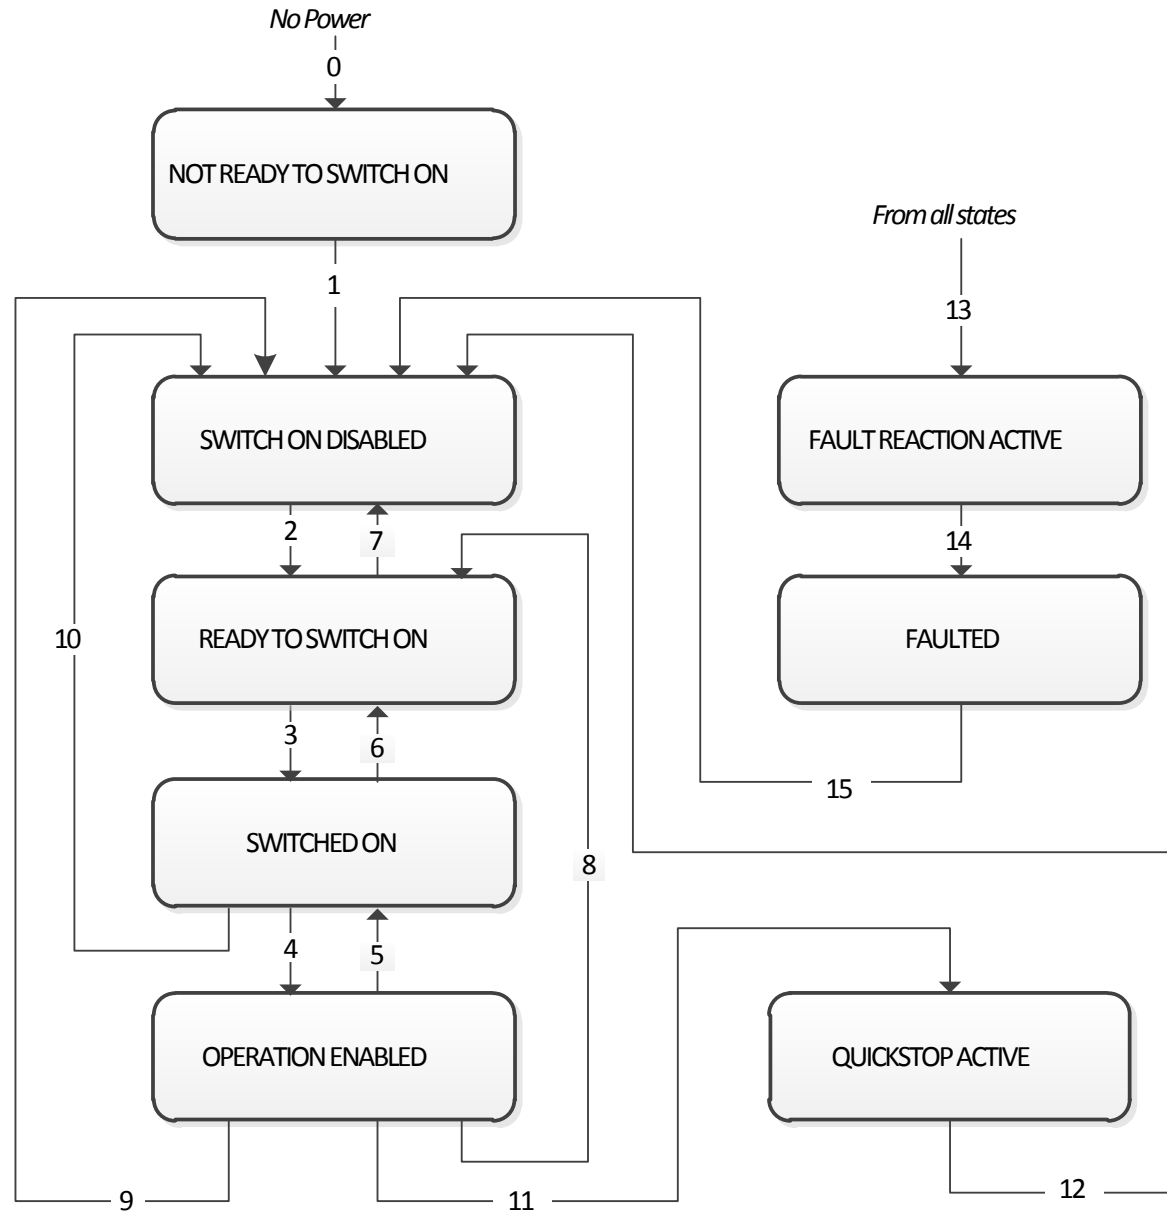 No Power
0
NOT READY TO SWITCH ON
From all states
1
13
SWITCH ON DISABLED
FAULT REACTION ACTIVE
2
7
14
10
READY TO SWITCH ON
FAULTED
3
6
15
SWITCHED ON
8
4
5
OPERATION ENABLED
QUICKSTOP ACTIVE
9
11
12